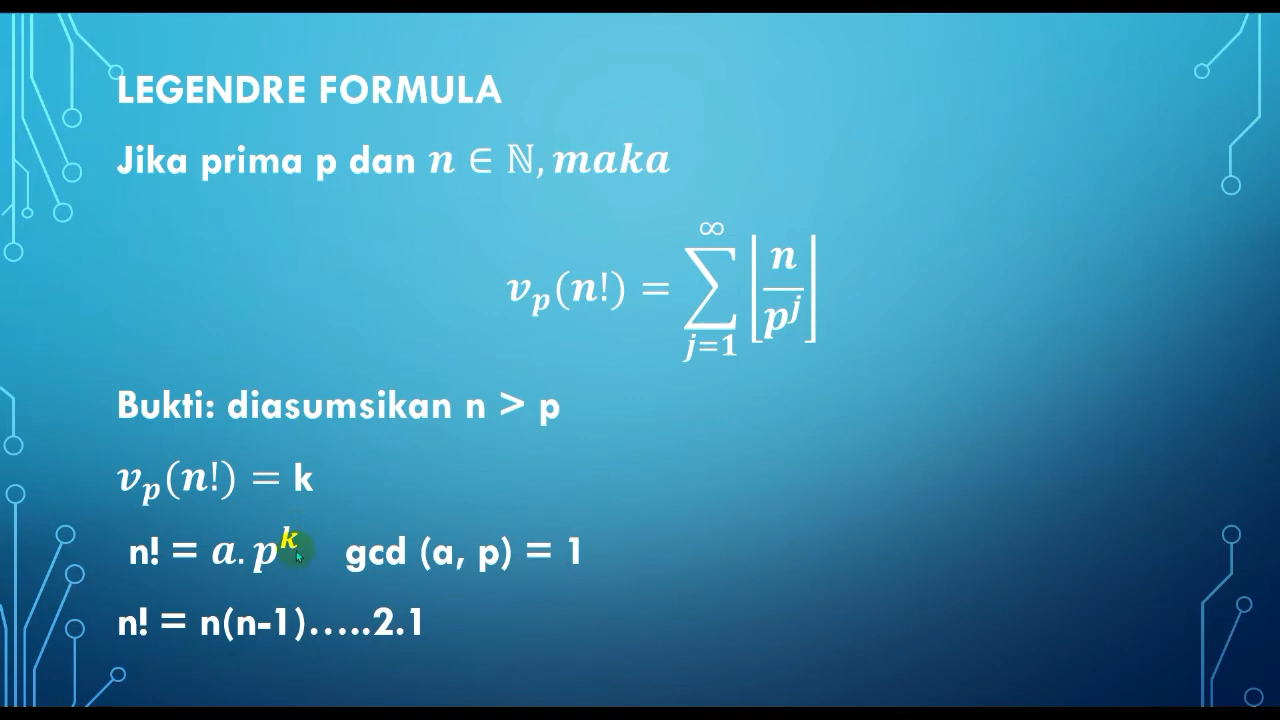 LEGENDRE FORMULA
Jika prima p dan n ∈ ℕ, maka
v_p(n!) = ∑_{j=1}^{∞} ⌊n/p^j⌋
Bukti: diasumsikan n > p
v_p(n!) = k
n! = a.p^k gcd (a, p) = 1
n! = n(n-1).....2.1